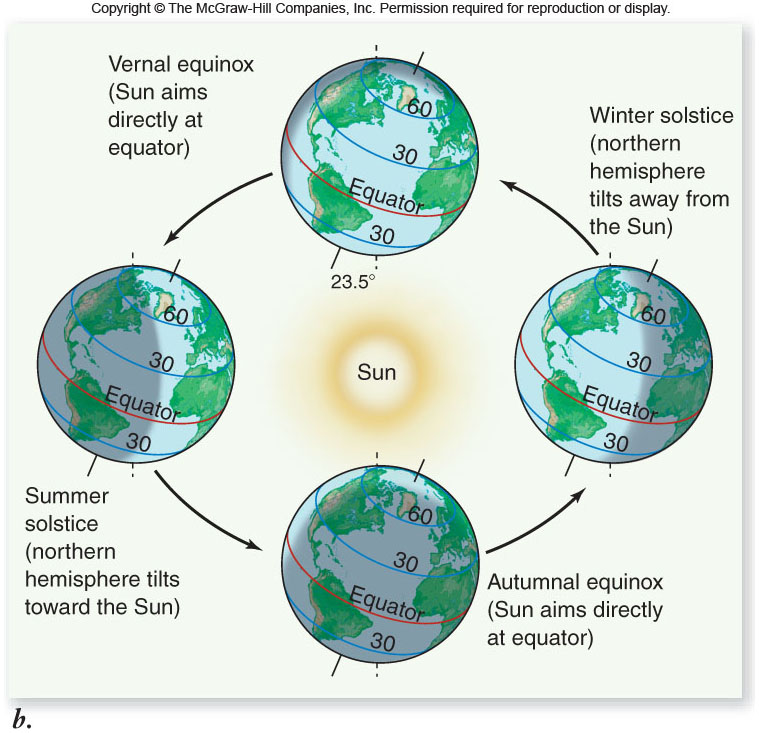 Copyright © The McGraw-Hill Companies, Inc. Permission required for reproduction or display.
Vernal equinox
(Sun aims
directly at
equator)
60
30
Equator
30
23.5°
Winter solstice
(northern
hemisphere
tilts away from
the Sun)
60
30
Equator
30
Sun
60
30
Equator
30
Summer
solstice
(northern
hemisphere tilts
toward the Sun)
60
30
Equator
30
Autumnal equinox
(Sun aims directly
at equator)
b.